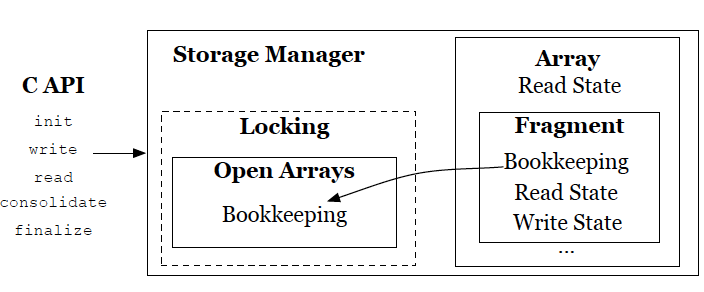 C API
init
write
read
consolidate
finalize
Storage Manager
Locking
Open Arrays
Bookkeeping
Array
Read State
Fragment
Bookkeeping
Read State
Write State
...